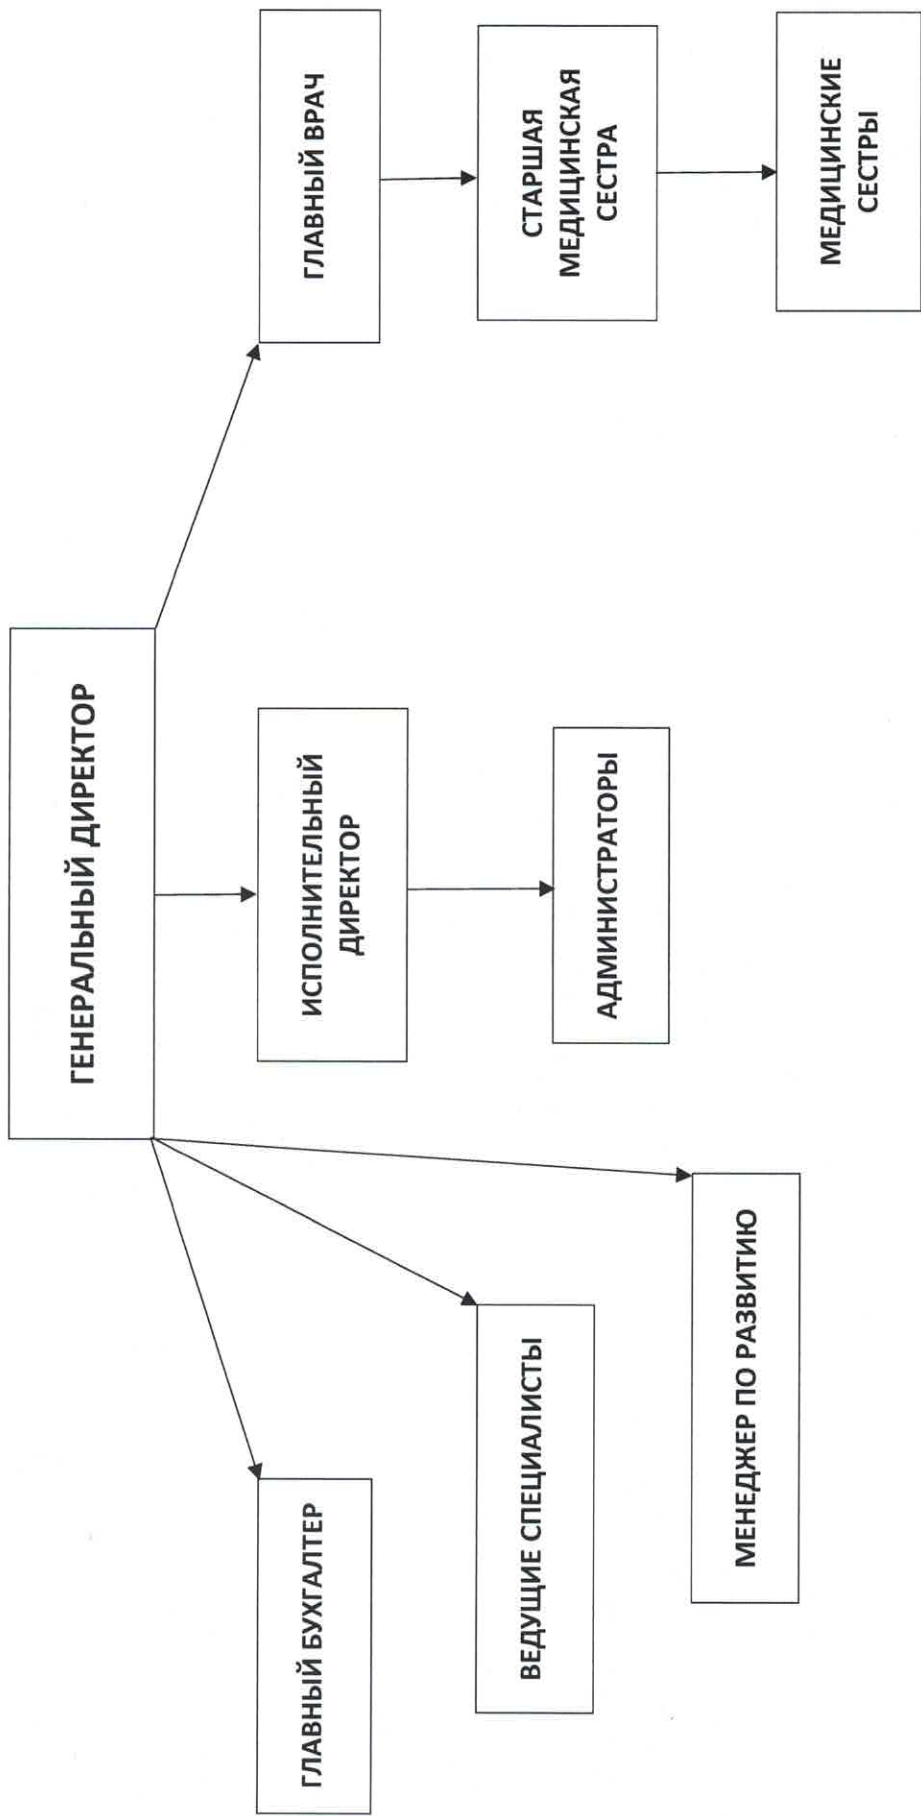 ГЕНЕРАЛЬНЫЙ ДИРЕКТОР
ГЛАВНЫЙ БУХГАЛТЕР
ИСПОЛНИТЕЛЬНЫЙ
ДИРЕКТОР
ГЛАВНЫЙ ВРАЧ
ВЕДУЩИЕ СПЕЦИАЛИСТЫ
АДМИНИСТРАТОРЫ
СТАРШАЯ
МЕДИЦИНСКАЯ
СЕСТРА
МЕНЕДЖЕР ПО РАЗВИТИЮ
МЕДИЦИНСКИЕ
СЕСТРЫ